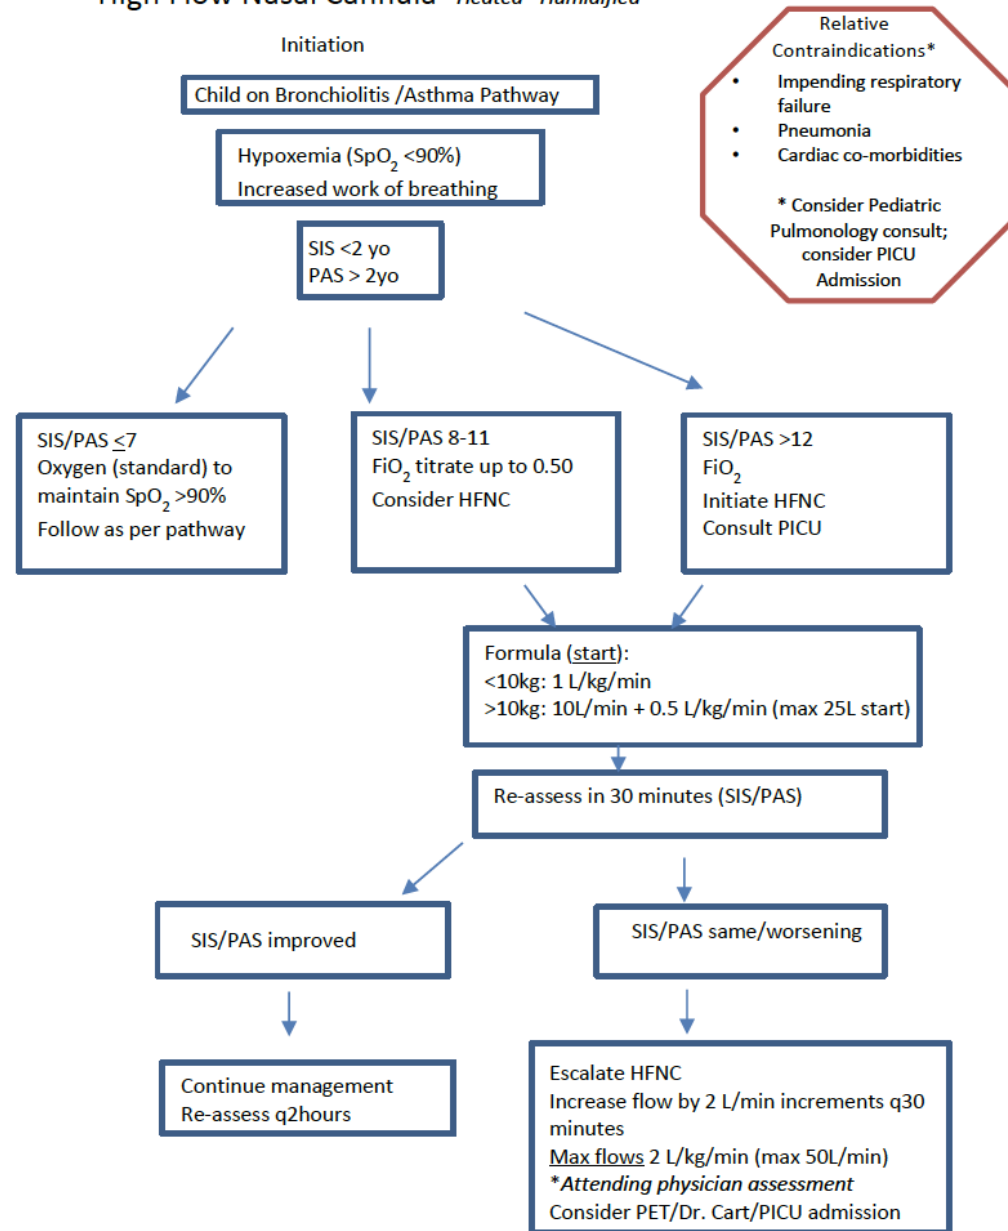 High Flow Nasal Cannula Heated Humidified
Initiation
Relative
Contraindications*
• Impending respiratory
failure
• Pneumonia
• Cardiac co-morbidities
* Consider Pediatric
Pulmonology consult;
consider PICU
Admission
Child on Bronchiolitis /Asthma Pathway
Hypoxemia (SpO₂ <90%)
Increased work of breathing
SIS <2 yo
PAS > 2yo
SIS/PAS ≤7
Oxygen (standard) to
maintain SpO₂ >90%
Follow as per pathway
SIS/PAS 8-11
FiO₂ titrate up to 0.50
Consider HFNC
SIS/PAS >12
FiO₂
Initiate HFNC
Consult PICU
Formula (start):
<10kg: 1 L/kg/min
>10kg: 10L/min + 0.5 L/kg/min (max 25L start)
Re-assess in 30 minutes (SIS/PAS)
SIS/PAS improved
SIS/PAS same/worsening
Continue management
Re-assess q2hours
Escalate HFNC
Increase flow by 2 L/min increments q30
minutes
Max flows 2 L/kg/min (max 50L/min)
*Attending physician assessment
Consider PET/Dr. Cart/PICU admission